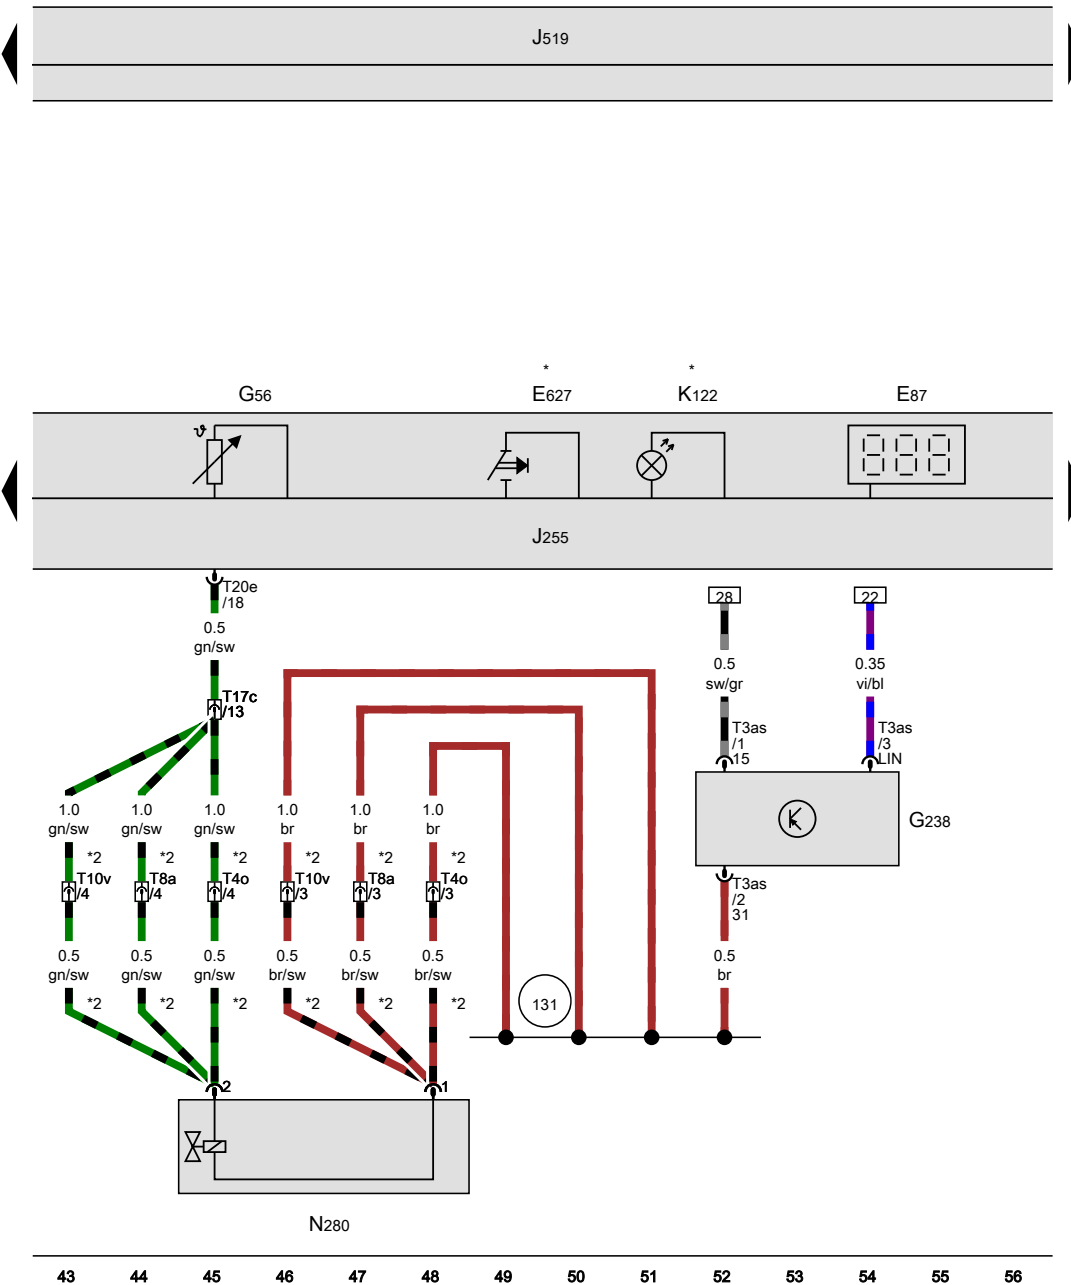 J519
* *
G56 E627 K122 E87
ϑ
J255
T20e
/18
28 22
0.5
gn/sw
0.5 0.35
sw/gr vi/bl
T17c
/13
T3as T3as
/1 /3
15 LIN
1.0 1.0 1.0 1.0 1.0 1.0
gn/sw gn/sw gn/sw br br br
G238
*2 *2 *2 *2 *2 *2
T10v T8a T4o T10v T8a T4o
/4 /4 /4 /3 /3 /3
T3as
/2
31
0.5 0.5 0.5 0.5 0.5 0.5 0.5
gn/sw gn/sw gn/sw br/sw br/sw br/sw br
*2 *2 *2 *2 *2 *2
131
2 1
N280
43 44 45 46 47 48 49 50 51 52 53 54 55 56